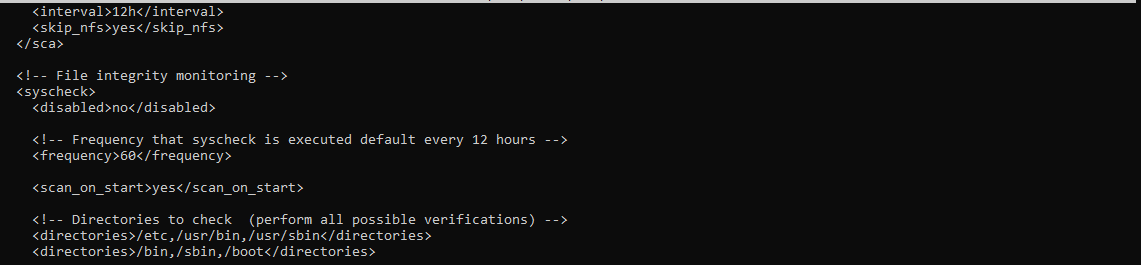 <interval>12h</interval>
<skip_nfs>yes</skip_nfs>
</sca>
<!-- File integrity monitoring -->
<syscheck>
<disabled>no</disabled>
<!-- Frequency that syscheck is executed default every 12 hours -->
<frequency>60</frequency>
<scan_on_start>yes</scan_on_start>
<!-- Directories to check  (perform all possible verifications) -->
<directories>/etc,/usr/bin,/usr/sbin</directories>
<directories>/bin,/sbin,/boot</directories>